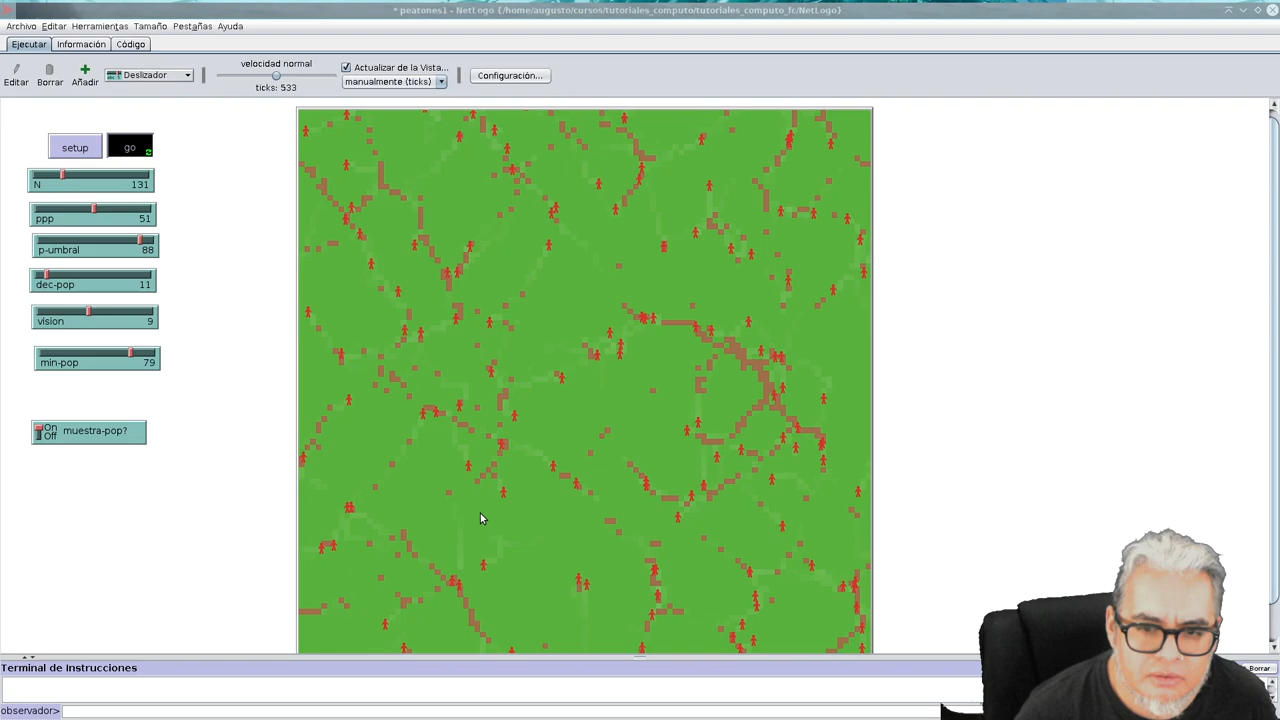 * peatones1 - NetLogo {/home/augusto/cursos/tutoriales_computo/tutoriales_computo_fc/NetLogo}
Archivo Editar Herramientas Tamaño Pestañas Ayuda
Ejecutar Información Código
Editar Borrar Añadir Deslizador
velocidad normal
ticks: 533
Actualizar de la Vista...
manualmente (ticks)
Configuración...
setup go
N 131
ppp 51
p-umbral 88
dec-pop 11
vision 9
min-pop 79
On
Off
muestra-pop?
Terminal de Instrucciones
Borrar
observador>